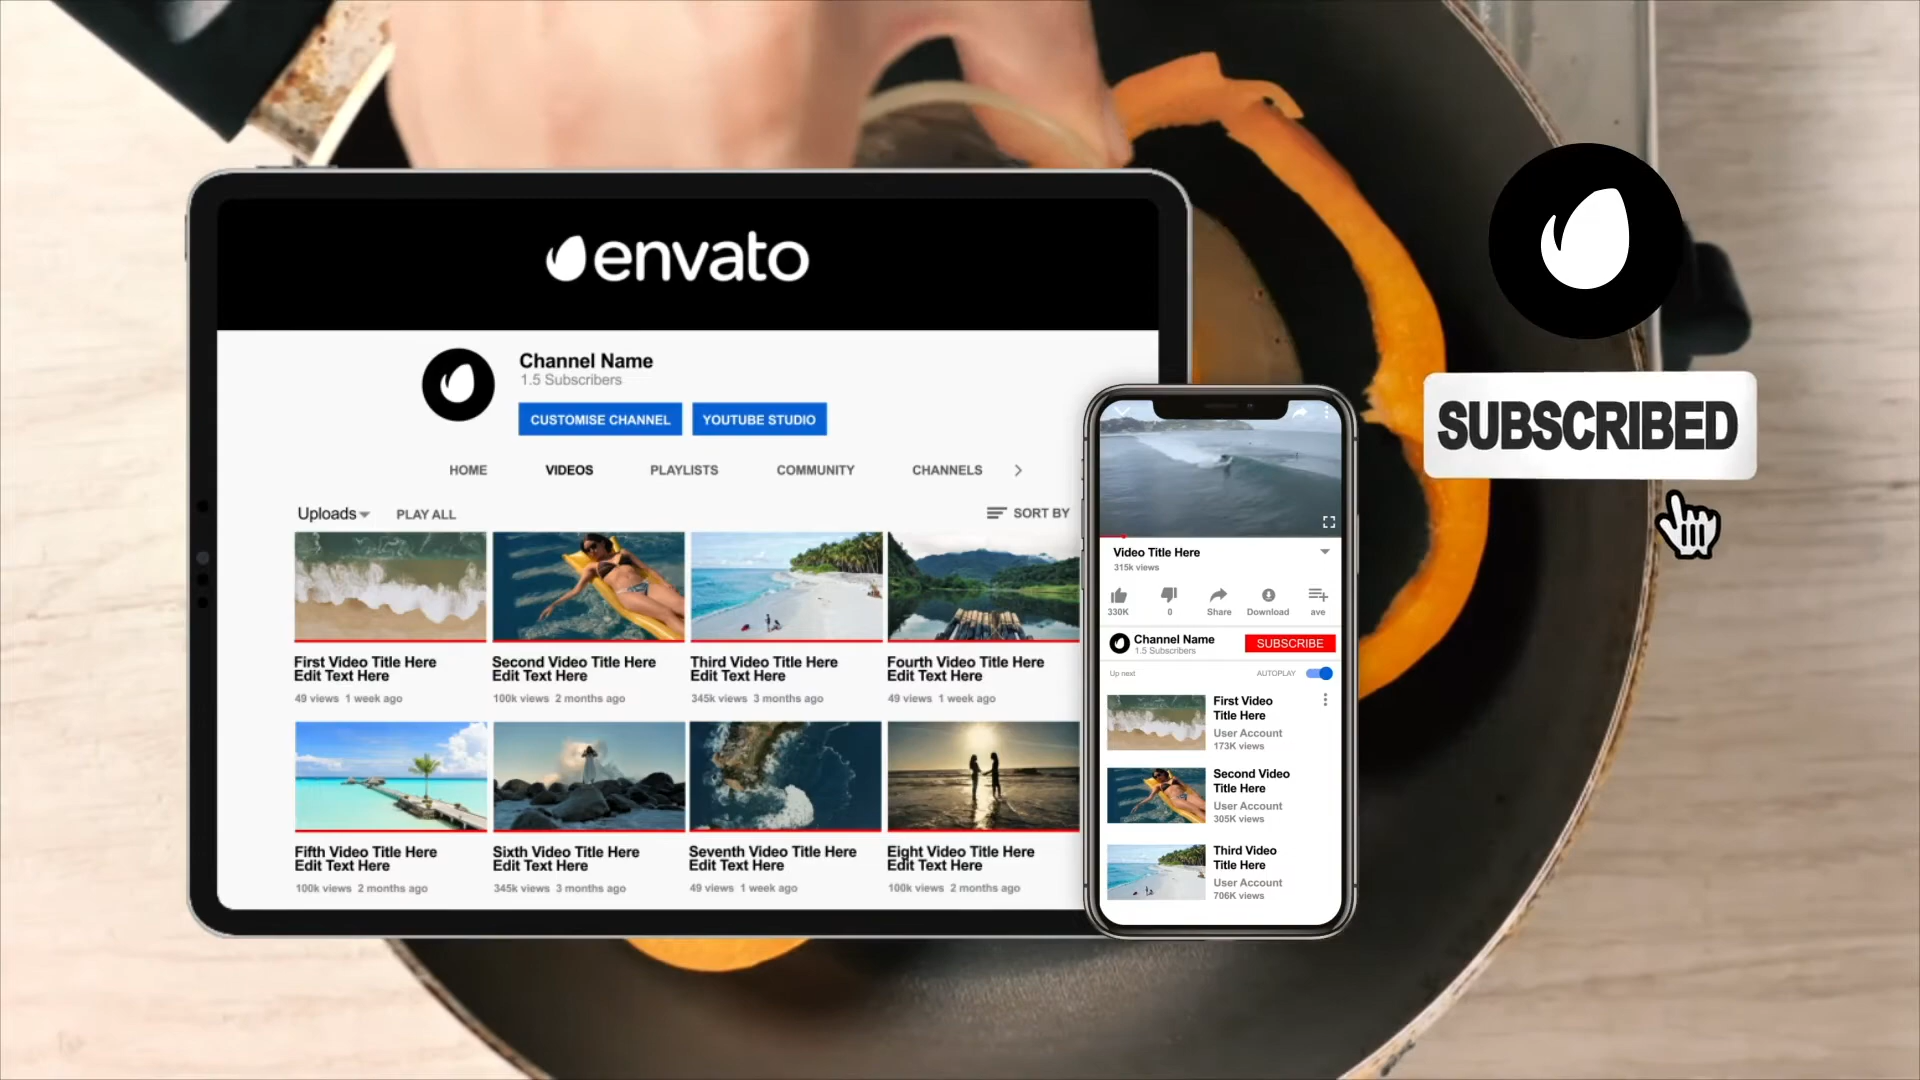 envato
Channel Name
1.5 Subscribers
CUSTOMISE CHANNEL
YOUTUBE STUDIO
HOME
VIDEOS
PLAYLISTS
COMMUNITY
CHANNELS
Uploads
PLAY ALL
SORT BY
First Video Title Here
Edit Text Here
49 views 1 week ago
Second Video Title Here
Edit Text Here
100k views 2 months ago
Third Video Title Here
Edit Text Here
345k views 3 months ago
Fourth Video Title Here
Edit Text Here
49 views 1 week ago
Fifth Video Title Here
Edit Text Here
100k views 2 months ago
Sixth Video Title Here
Edit Text Here
345k views 3 months ago
Seventh Video Title Here
Edit Text Here
49 views 1 week ago
Eight Video Title Here
Edit Text Here
100k views 2 months ago
Video Title Here
315k views
330K
0
Share
Download
ave
Channel Name
1.5 Subscribers
SUBSCRIBE
Up next
AUTOPLAY
First Video
Title Here
User Account
173K views
Second Video
Title Here
User Account
305K views
Third Video
Title Here
User Account
706K views
SUBSCRIBED